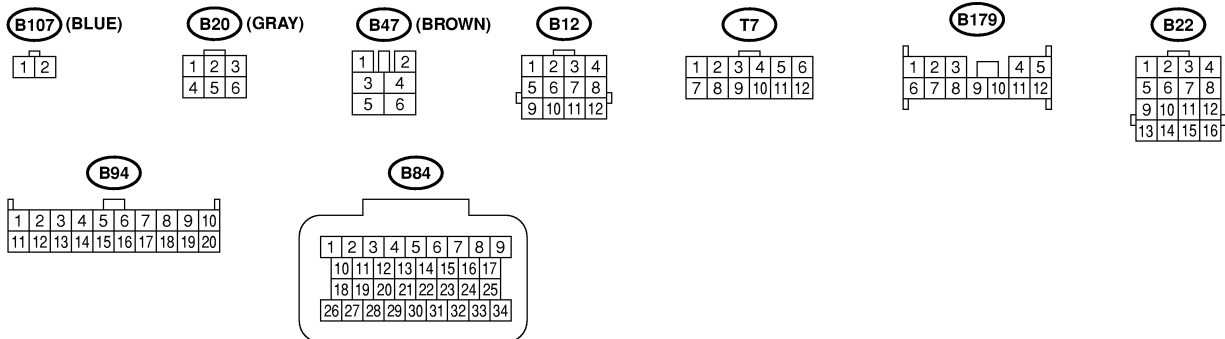 B107 (BLUE) B20 (GRAY) B47 (BROWN) B12 T7 B179 B22
1 2
1 2 3
4 5 6
1 2
3 4
5 6
1 2 3 4
5 6 7 8
9 10 11 12
1 2 3 4 5 6
7 8 9 10 11 12
1 2 3 4 5
6 7 8 9 10 11 12
1 2 3 4
5 6 7 8
9 10 11 12
13 14 15 16
B94 B84
1 2 3 4 5 6 7 8 9 10
11 12 13 14 15 16 17 18 19 20
1 2 3 4 5 6 7 8 9
10 11 12 13 14 15 16 17
18 19 20 21 22 23 24 25
26 27 28 29 30 31 32 33 34